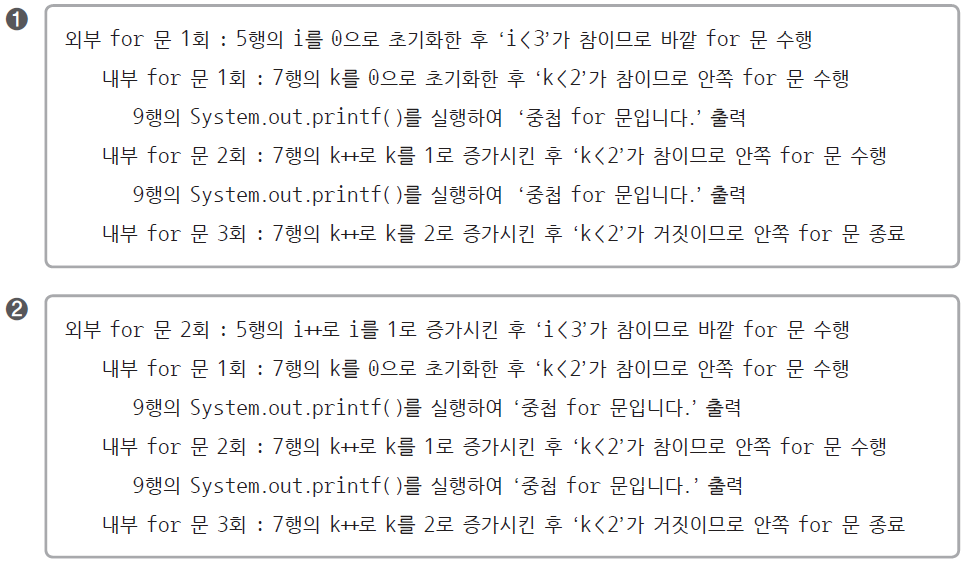 ❶
외부 for 문 1회 : 5행의 i를 0으로 초기화한 후 ‘i<3’가 참이므로 바깥 for 문 수행
내부 for 문 1회 : 7행의 k를 0으로 초기화한 후 ‘k<2’가 참이므로 안쪽 for 문 수행
9행의 System.out.printf()를 실행하여 ‘중첩 for 문입니다.’ 출력
내부 for 문 2회 : 7행의 k++로 k를 1로 증가시킨 후 ‘k<2’가 참이므로 안쪽 for 문 수행
9행의 System.out.printf()를 실행하여 ‘중첩 for 문입니다.’ 출력
내부 for 문 3회 : 7행의 k++로 k를 2로 증가시킨 후 ‘k<2’가 거짓이므로 안쪽 for 문 종료
❷
외부 for 문 2회 : 5행의 i++로 i를 1로 증가시킨 후 ‘i<3’가 참이므로 바깥 for 문 수행
내부 for 문 1회 : 7행의 k를 0으로 초기화한 후 ‘k<2’가 참이므로 안쪽 for 문 수행
9행의 System.out.printf()를 실행하여 ‘중첩 for 문입니다.’ 출력
내부 for 문 2회 : 7행의 k++로 k를 1로 증가시킨 후 ‘k<2’가 참이므로 안쪽 for 문 수행
9행의 System.out.printf()를 실행하여 ‘중첩 for 문입니다.’ 출력
내부 for 문 3회 : 7행의 k++로 k를 2로 증가시킨 후 ‘k<2’가 거짓이므로 안쪽 for 문 종료